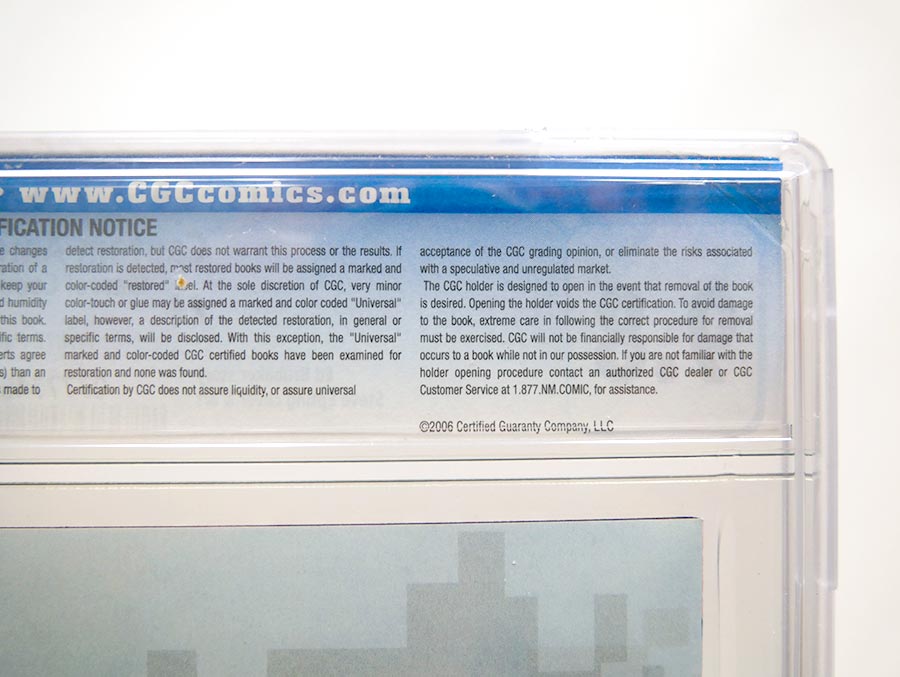 www.CGCcomics.com
FICATION NOTICE
changes
ration of a
keep your
d humidity
this book.
fic terms.
erts agree
s) than an
made to
detect restoration, but CGC does not warrant this process or the results. If
restoration is detected, most restored books will be assigned a marked and
color-coded "restored" label. At the sole discretion of CGC, very minor
color-touch or glue may be assigned a marked and color coded "Universal"
label, however, a description of the detected restoration, in general or
specific terms, will be disclosed. With this exception, the "Universal"
marked and color-coded CGC certified books have been examined for
restoration and none was found.
Certification by CGC does not assure liquidity, or assure universal
acceptance of the CGC grading opinion, or eliminate the risks associated
with a speculative and unregulated market.
The CGC holder is designed to open in the event that removal of the book
is desired. Opening the holder voids the CGC certification. To avoid damage
to the book, extreme care in following the correct procedure for removal
must be exercised. CGC will not be financially responsible for damage that
occurs to a book while not in our possession. If you are not familiar with the
holder opening procedure contact an authorized CGC dealer or CGC
Customer Service at 1.877.NM.COMIC, for assistance.
©2006 Certified Guaranty Company, LLC